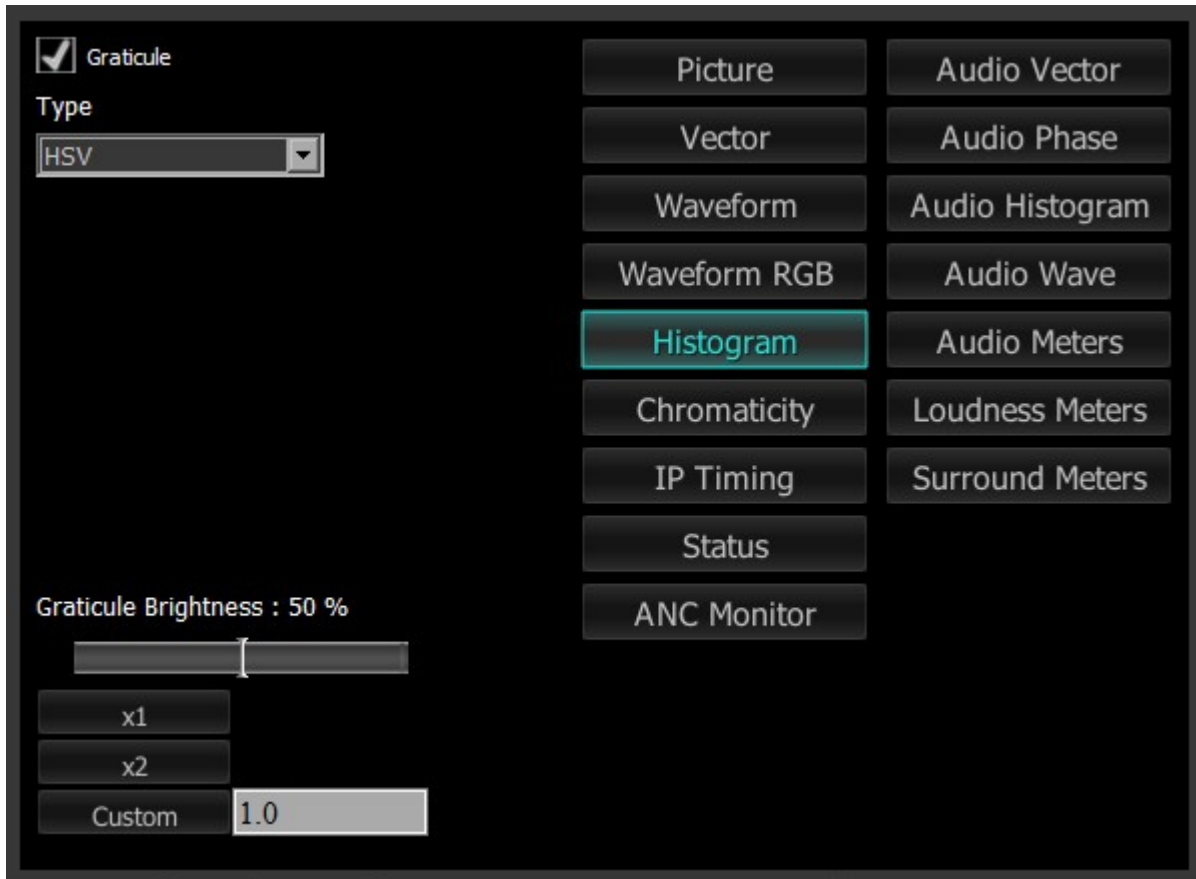 Graticule
Type
HSV
Graticule Brightness : 50 %
x1
x2
Custom
1.0
Picture
Vector
Waveform
Waveform RGB
Histogram
Chromaticity
IP Timing
Status
ANC Monitor
Audio Vector
Audio Phase
Audio Histogram
Audio Wave
Audio Meters
Loudness Meters
Surround Meters